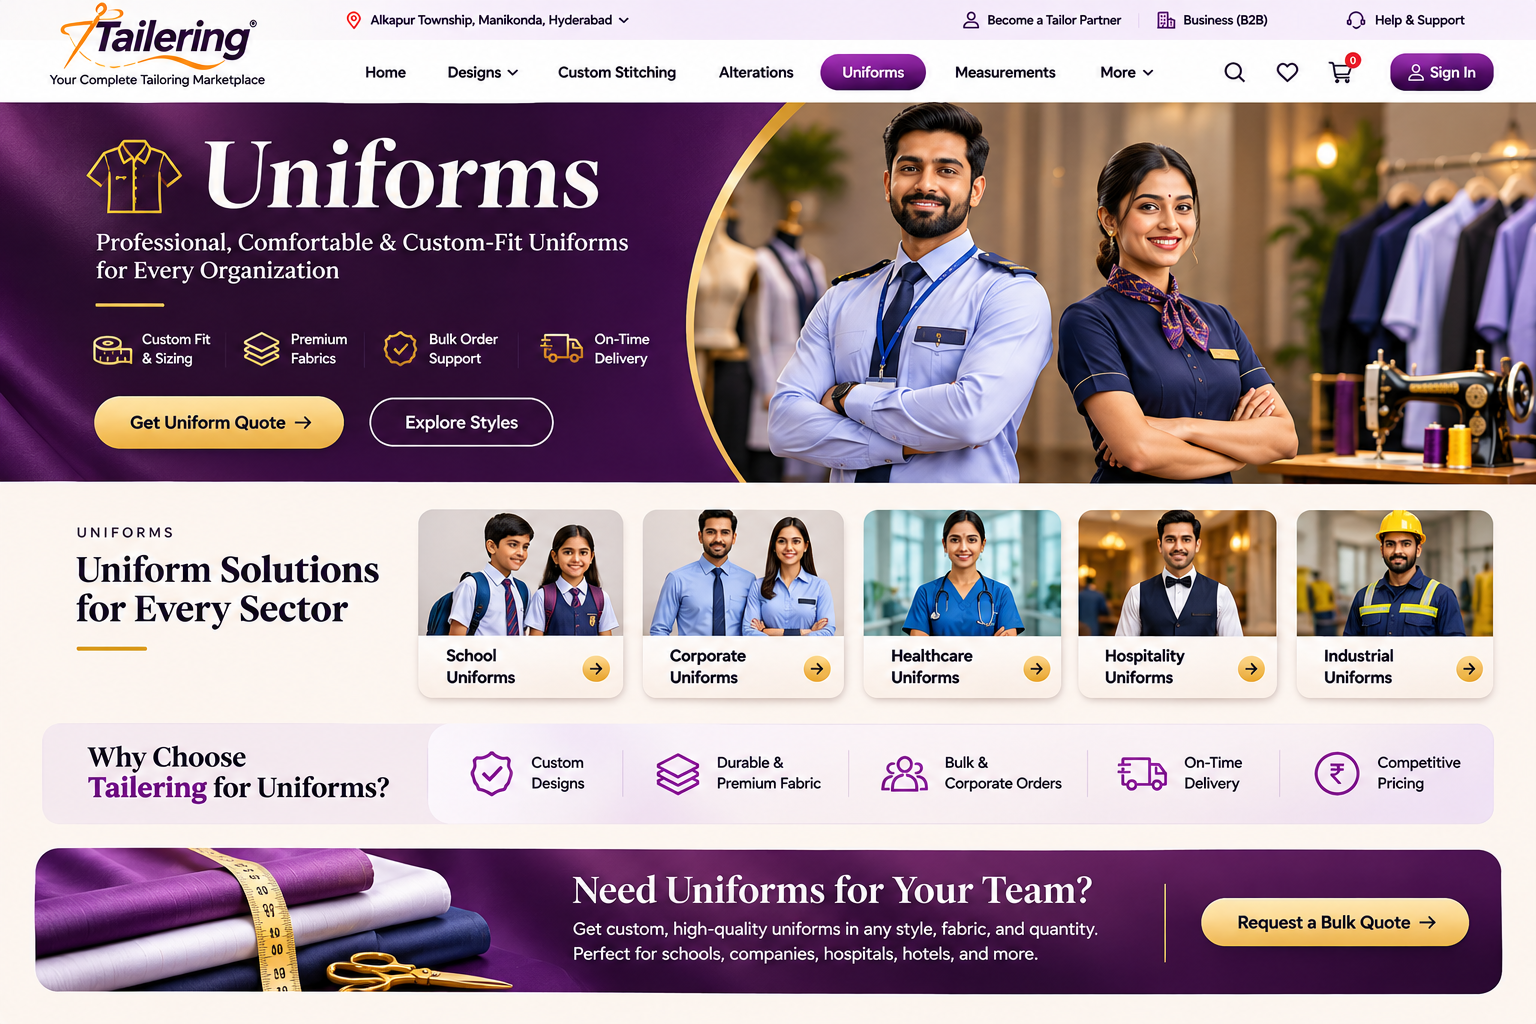 Tailering®
Your Complete Tailoring Marketplace
Alkapur Township, Manikonda, Hyderabad
Become a Tailor Partner
Business (B2B)
Help & Support
Home
Designs
Custom Stitching
Alterations
Uniforms
Measurements
More
0
Sign In
Uniforms
Professional, Comfortable & Custom-Fit Uniforms
for Every Organization
Custom Fit
& Sizing
Premium
Fabrics
Bulk Order
Support
On-Time
Delivery
Get Uniform Quote →
Explore Styles
UNIFORMS
Uniform Solutions
for Every Sector
School
Uniforms
Corporate
Uniforms
Healthcare
Uniforms
Hospitality
Uniforms
Industrial
Uniforms
Why Choose
Tailering for Uniforms?
Custom
Designs
Durable &
Premium Fabric
Bulk &
Corporate Orders
On-Time
Delivery
₹
Competitive
Pricing
Need Uniforms for Your Team?
Get custom, high-quality uniforms in any style, fabric, and quantity.
Perfect for schools, companies, hospitals, hotels, and more.
Request a Bulk Quote →